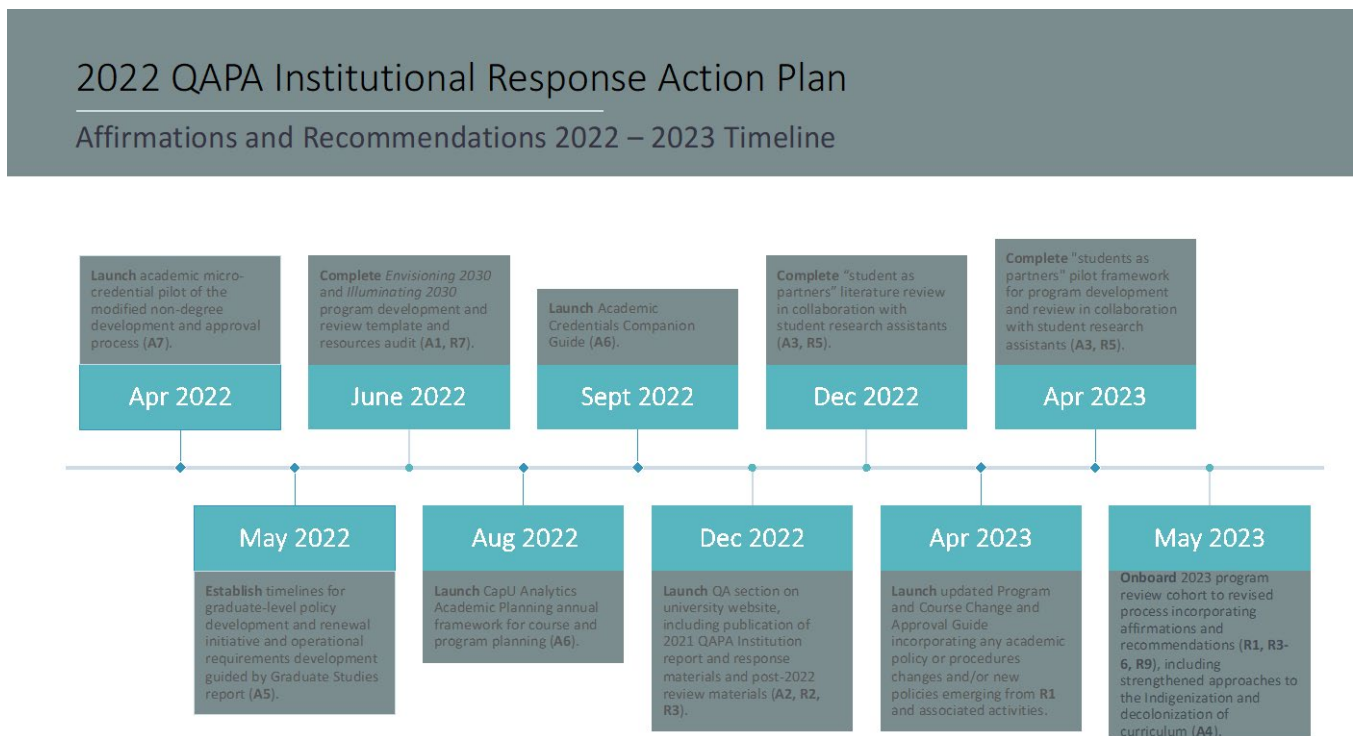 2022 QAPA Institutional Response Action Plan
Affirmations and Recommendations 2022 – 2023 Timeline
Launch academic micro-
credential pilot of the
modified non-degree
development and approval
process (A7).
Apr 2022
Complete Envisioning 2030
and Illuminating 2030
program development and
review template and
resources audit (A1, R7).
June 2022
Launch Academic
Credentials Companion
Guide (A6).
Sept 2022
Complete "student as
partners" literature review
in collaboration with
student research assistants
(A3, R5).
Dec 2022
Complete "students as
partners" pilot framework
for program development
and review in collaboration
with student research
assistants (A3, R5).
Apr 2023
May 2022
Establish timelines for
graduate-level policy
development and renewal
initiative and operational
requirements development
guided by Graduate Studies
report (A5).
Aug 2022
Launch CapU Analytics
Academic Planning annual
framework for course and
program planning (A6).
Dec 2022
Launch QA section on
university website,
including publication of
2021 QAPA Institution
report and response
materials and post-2022
review materials (A2, R2,
R3).
Apr 2023
Launch updated Program
and Course Change and
Approval Guide
incorporating any academic
policy or procedures
changes and/or new
policies emerging from R1
and associated activities.
May 2023
Onboard 2023 program
review cohort to revised
process incorporating
affirmations and
recommendations (R1, R3-
6, R9), including
strengthened approaches to
the Indigenization and
decolonization of
curriculum (A4).